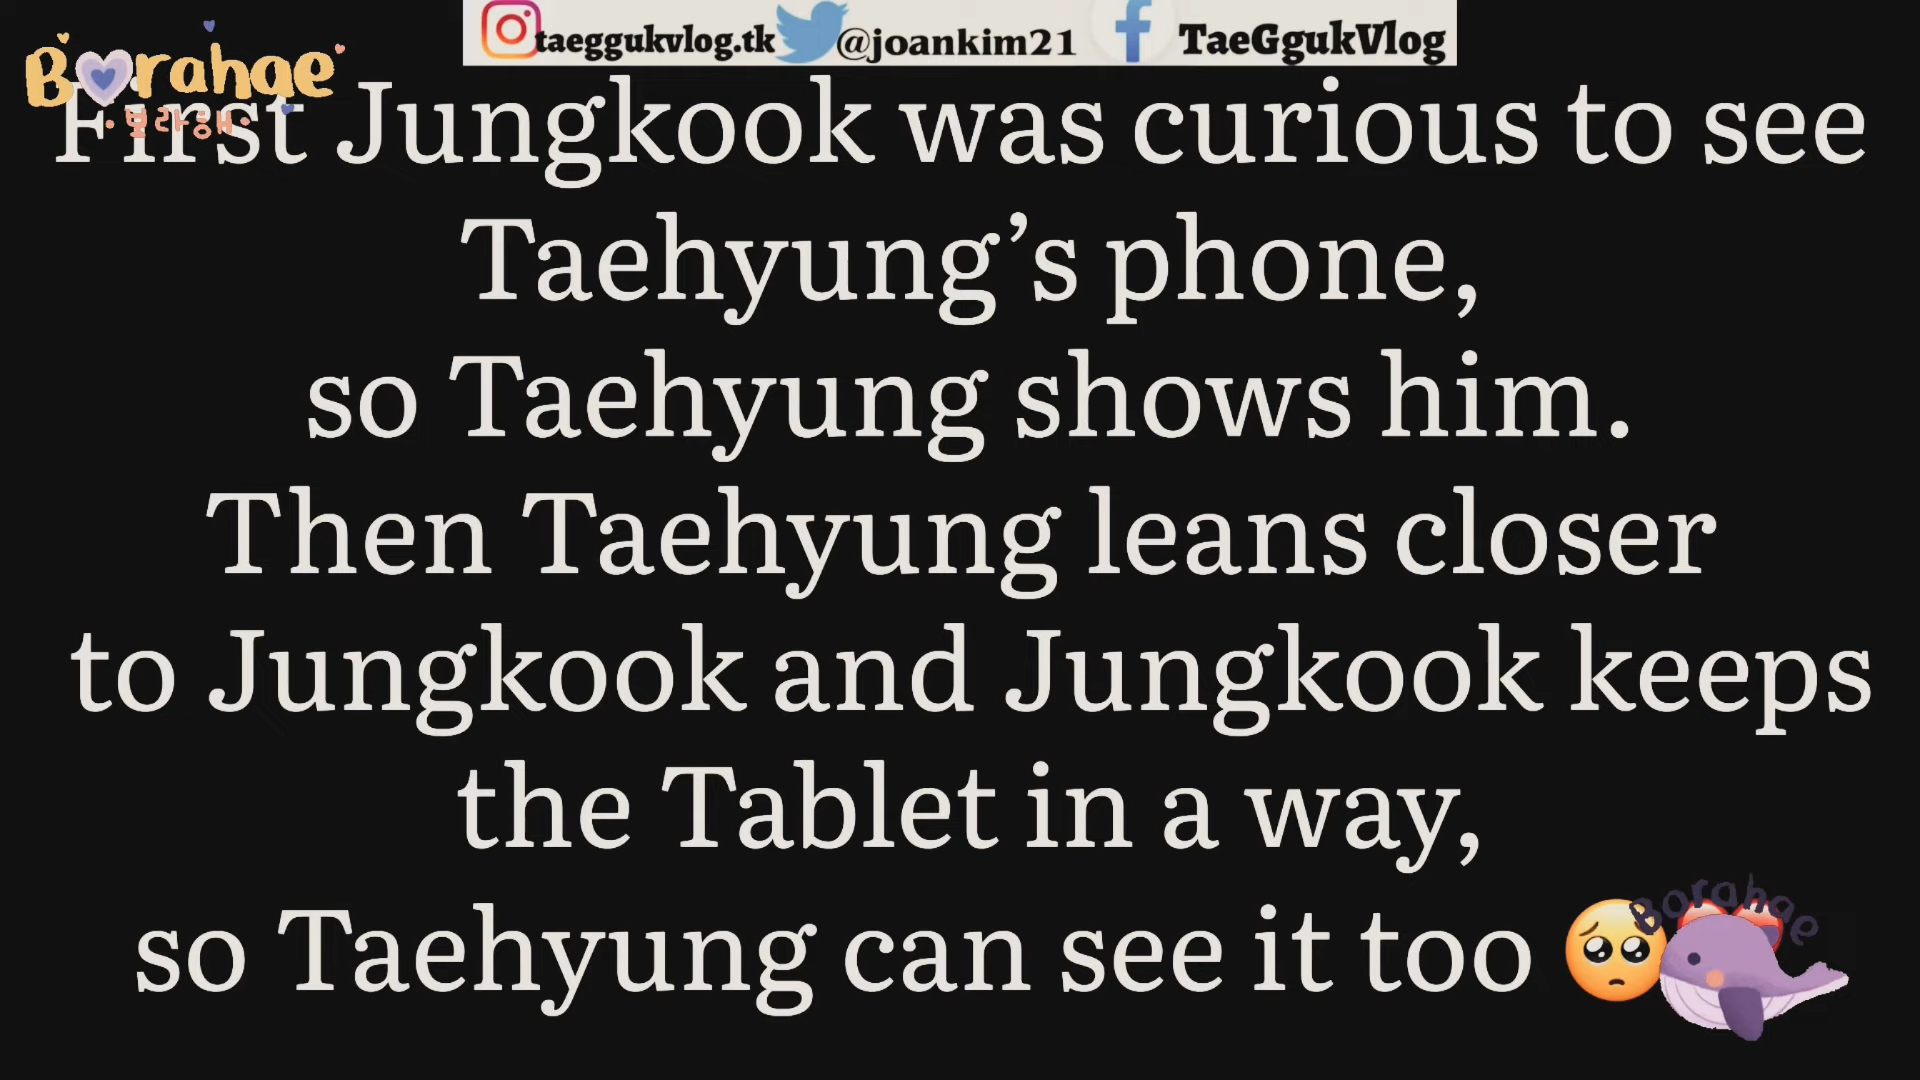 taeggukvlog.tk @joankim21 TaeGgukVlog
Borahae
보라해
First Jungkook was curious to see
Taehyung’s phone,
so Taehyung shows him.
Then Taehyung leans closer
to Jungkook and Jungkook keeps
the Tablet in a way,
so Taehyung can see it too 🥺
Borahae